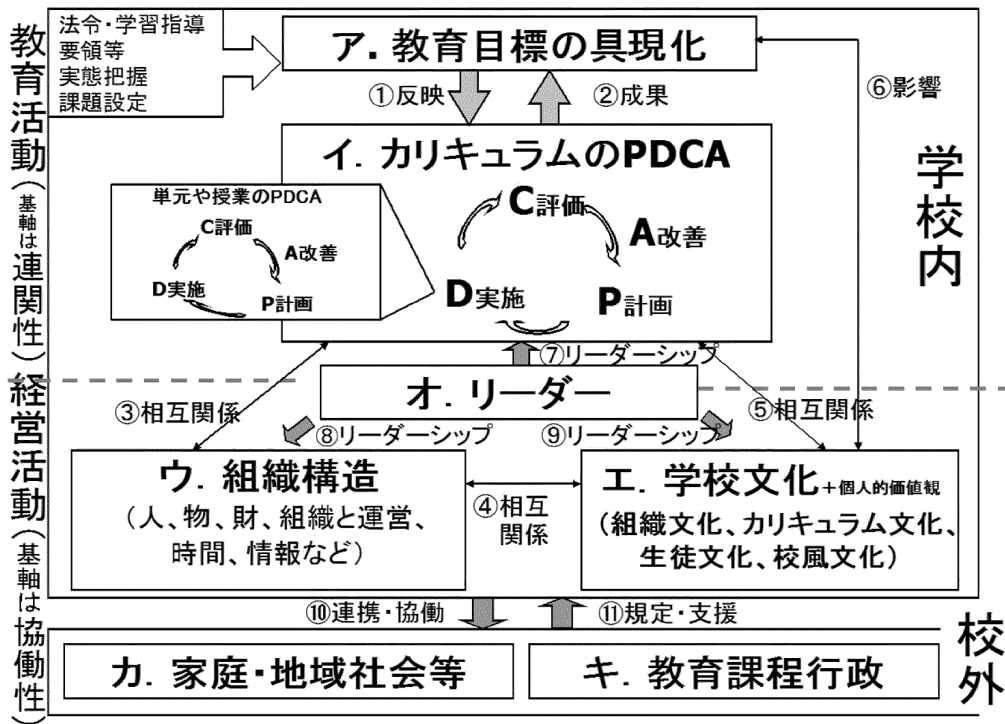 法令・学習指導
要領等
実態把握
課題設定
ア．教育目標の具現化
①反映
②成果
⑥影響
イ．カリキュラムのPDCA
C評価
A改善
D実施
P計画
単元や授業のPDCA
C評価
A改善
D実施
P計画
学校内
教育活動（基軸は連関性）
⑦リーダーシップ
オ．リーダー
③相互関係
⑧リーダーシップ
⑨リーダーシップ
⑤相互関係
経営活動（基軸は協働性）
ウ．組織構造
（人、物、財、組織と運営、
時間、情報など）
④相互
関係
エ．学校文化＋個人的価値観
（組織文化、カリキュラム文化、
生徒文化、校風文化）
⑩連携・協働
⑪規定・支援
校外
カ．家庭・地域社会等
キ．教育課程行政